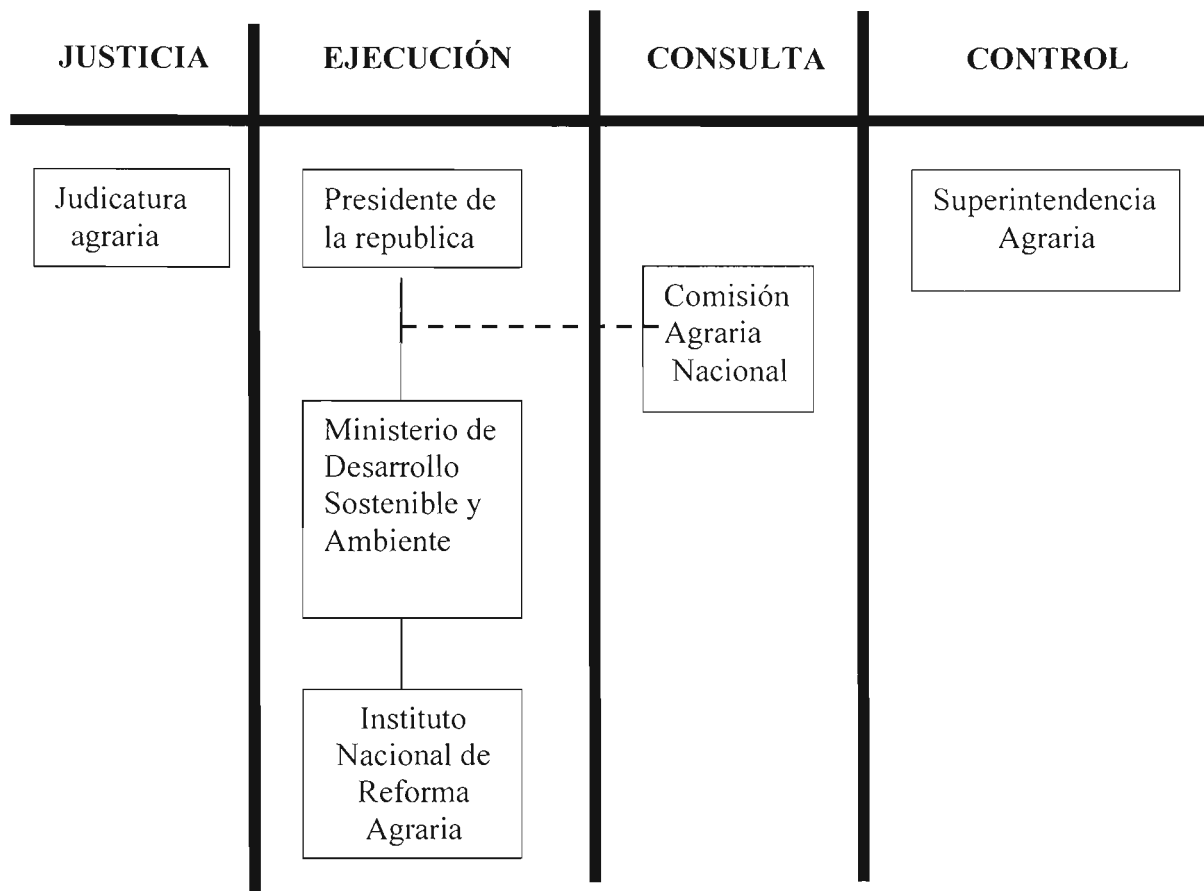 JUSTICIA
EJECUCIÓN
CONSULTA
CONTROL
Judicatura
agraria
Presidente de
la republica
Comisión
Agraria
Nacional
Superintendencia
Agraria
Ministerio de
Desarrollo
Sostenible y
Ambiente
Instituto
Nacional de
Reforma
Agraria